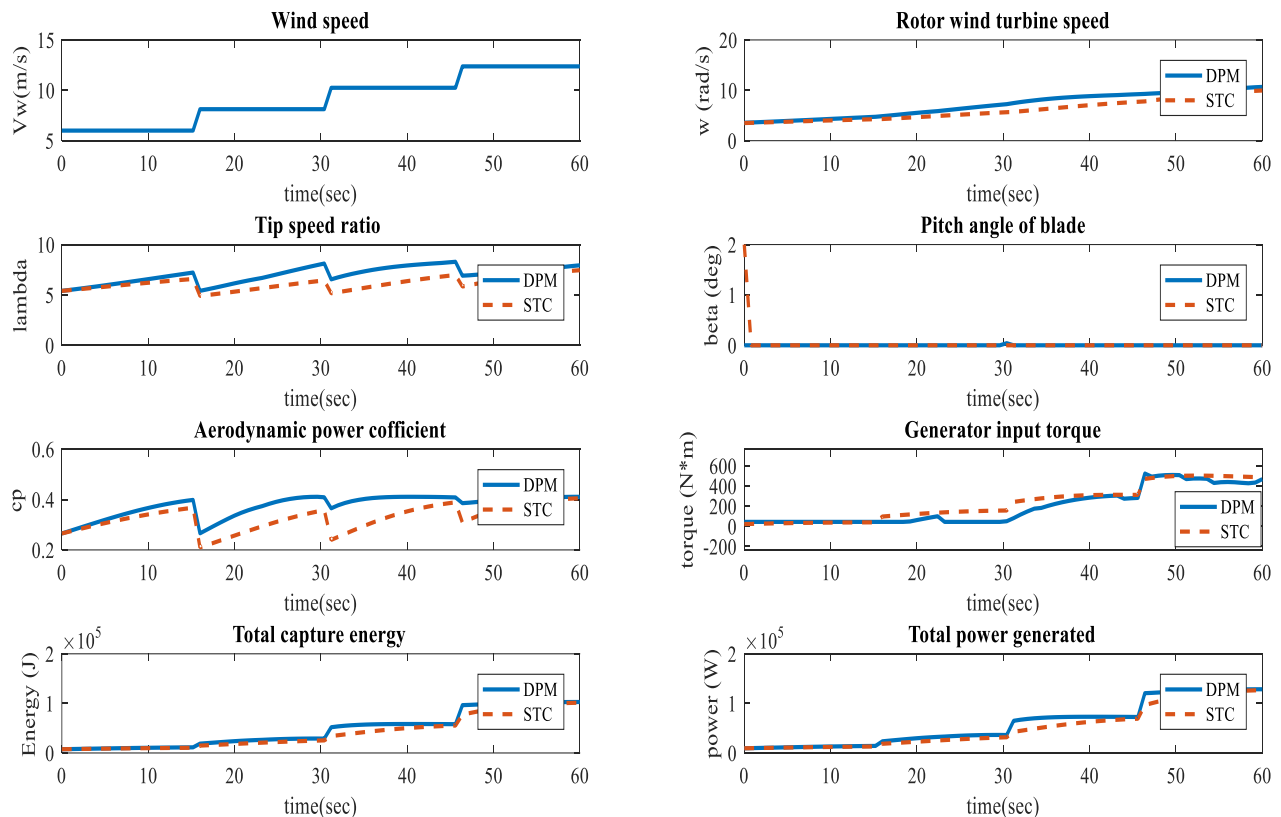 Wind speed
15
10
5
Vw(m/s)
0 10 20 30 40 50 60
time(sec)
Rotor wind turbine speed
20
10
0
w (rad/s)
DPM
STC
0 10 20 30 40 50 60
time(sec)
Tip speed ratio
10
5
0
lambda
DPM
STC
0 10 20 30 40 50 60
time(sec)
Pitch angle of blade
2
1
0
beta (deg)
DPM
STC
0 10 20 30 40 50 60
time(sec)
Aerodynamic power cofficient
0.6
0.4
0.2
cp
DPM
STC
0 10 20 30 40 50 60
time(sec)
Generator input torque
600
400
200
0
-200
torque (N*m)
DPM
STC
0 10 20 30 40 50 60
time(sec)
Total capture energy
×10^5
2
1
0
Energy (J)
DPM
STC
0 10 20 30 40 50 60
time(sec)
Total power generated
×10^5
2
1
0
power (W)
DPM
STC
0 10 20 30 40 50 60
time(sec)